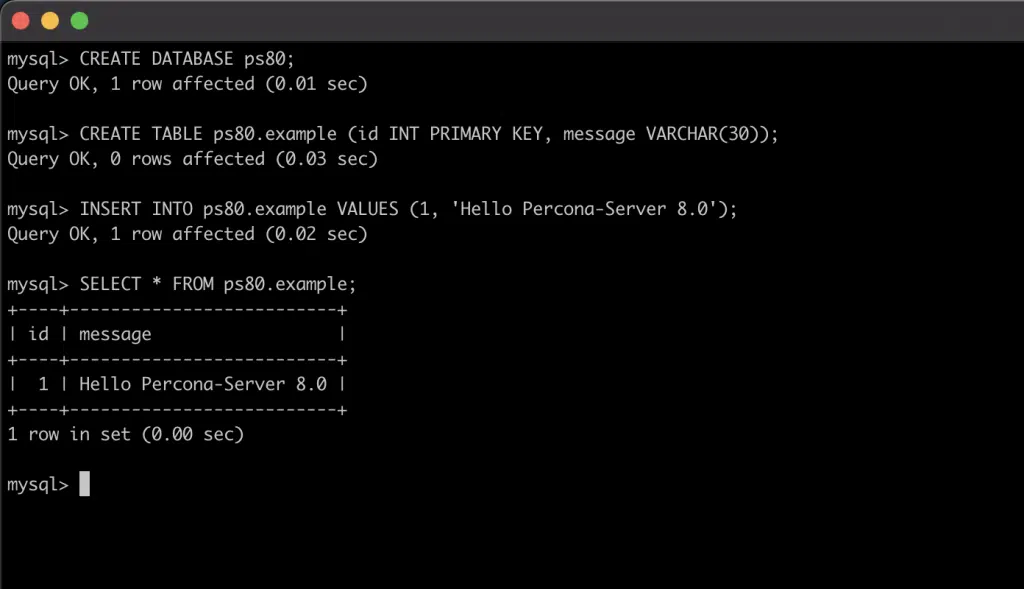 mysql> CREATE DATABASE ps80;
Query OK, 1 row affected (0.01 sec)
mysql> CREATE TABLE ps80.example (id INT PRIMARY KEY, message VARCHAR(30));
Query OK, 0 rows affected (0.03 sec)
mysql> INSERT INTO ps80.example VALUES (1, 'Hello Percona-Server 8.0');
Query OK, 1 row affected (0.02 sec)
mysql> SELECT * FROM ps80.example;
+----+--------------------------+
| id | message                  |
+----+--------------------------+
|  1 | Hello Percona-Server 8.0 |
+----+--------------------------+
1 row in set (0.00 sec)
mysql>